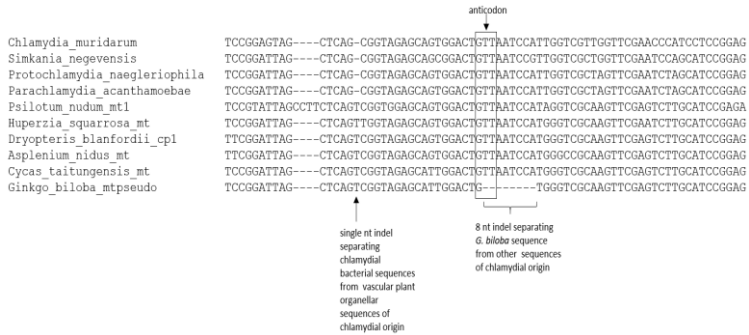 anticodon
Chlamydia_muridarum TCCGGAGTAG----CTCAG-CGGTAGAGCAGTGGACTGTTAATCCATTGGTCGTTGGTTCGAACCCATCCTCCGGAG
Simkania_negevensis TCCGGATTAG----CTCAG-CGGTAGAGCAGCGGACTGTTAATCCGTTGGTCGCTGGTTCGAATCCAGCATCCGGAG
Protochlamydia_naegleriophila TCCGGATTAG----CTCAG-CGGTAGAGCAGTGGACTGTTAATCCATTGGTCGCTAGTTCGAATCTAGCATCCGGAG
Parachlamydia_acanthamoebae TCCGGATTAG----CTCAG-CGGTAGAGCAGTGGACTGTTAATCCATTGGTCGCTAGTTCGAATCTAGCATCCGGAG
Psilotum_nudum_mt1 TCCGTATTAGCCTTCTCAGTCGGTGGAGCAGTGGACTGTTAATCCATAGGTCGCAAGTTCGAGTCTTGCATCCGAGA
Huperzia_squarrosa_mt TCCGGATTAG----CTCAGTTGGTAGAGCAGTGGACTGTTAATCCATGGGTCGCAAGTTCGAATCTTGCATCCGGAG
Dryopteris_blanfordii_cp1 TTCGGATTAG----CTCAGTCGGTAGAGCAGTGGACTGTTAATCCATGGGTCGCAAGTTCGAGTCTTGCATCCGGAG
Asplenium_nidus_mt TTCGGATTAG----CTCAGTCGGTAGAGCAGTGGACTGTTAATCCATGGGCCGCAAGTTCGAGTCTTGCATCCGGAG
Cycas_taitungensis_mt TCCGGATTAG----CTCAGTCGGTAGAGCATTGGACTGTTAATCCATGGGTCGCAAGTTCGAGTCTTGCATCCGGAG
Ginkgo_biloba_mtpseudo TCCGGATTAG----CTCAGTCGGTAGAGCATTGGACTG--------TGGGTCGCAAGTTCGAGTCTTGCATCCGGAG
single nt indel
separating
chlamydial
bacterial sequences
from vascular plant
organellar
sequences of
chlamydial origin
8 nt indel separating
G. biloba sequence
from other sequences
of chlamydial origin